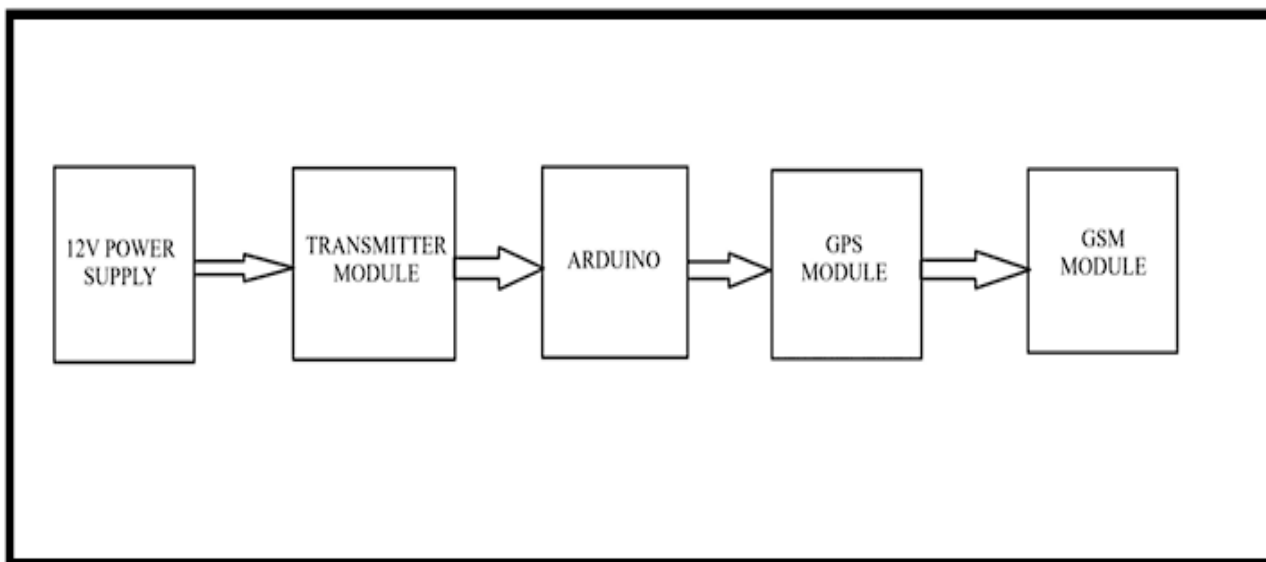 12V POWER
SUPPLY
TRANSMITTER
MODULE
ARDUINO
GPS
MODULE
GSM
MODULE